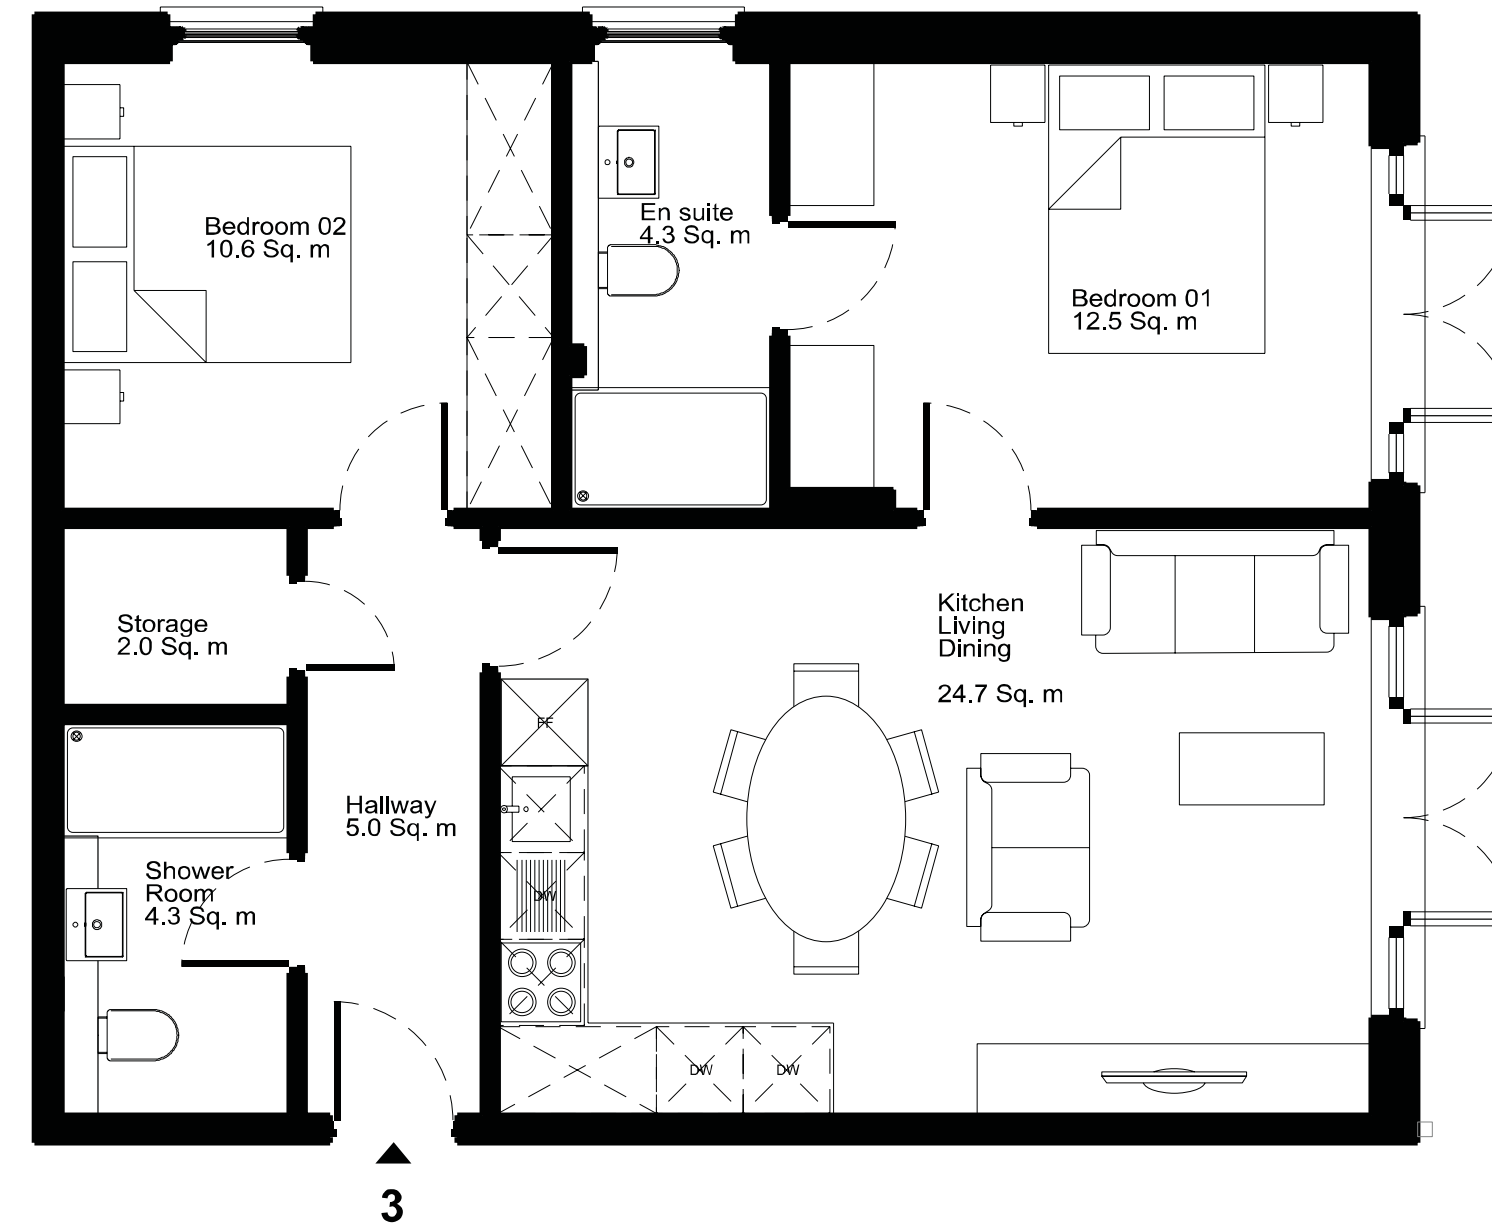 Bedroom 02
10.6 Sq. m
En suite
4.3 Sq. m
Bedroom 01
12.5 Sq. m
Storage
2.0 Sq. m
Kitchen
Living
Dining
24.7 Sq. m
FF
Hallway
5.0 Sq. m
Shower
Room
4.3 Sq. m
DW
DW
DW
3